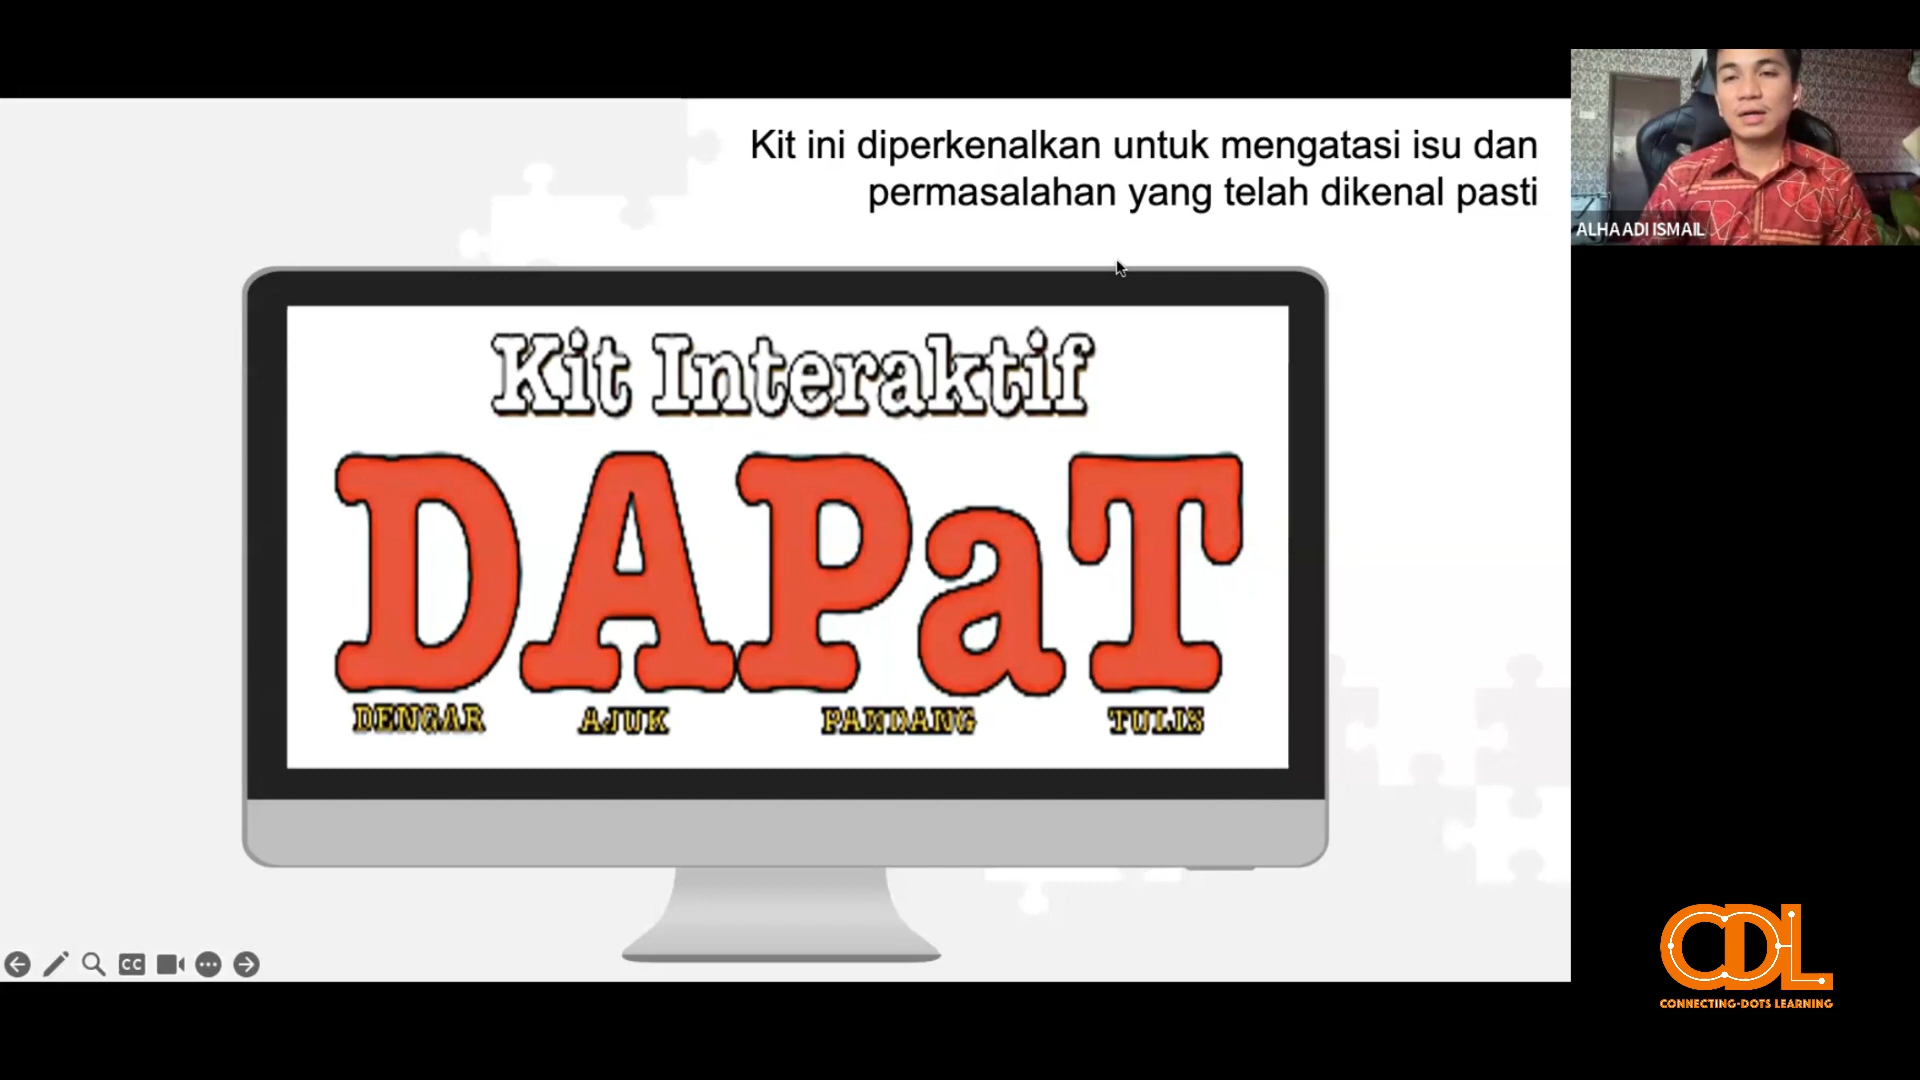 Kit ini diperkenalkan untuk mengatasi isu dan
permasalahan yang telah dikenal pasti
ALHAADI ISMAIL
Kit Interaktif
DAPaT
DENGAR AJUK PANDANG TULIS
CC
CDL
CONNECTING-DOTS LEARNING